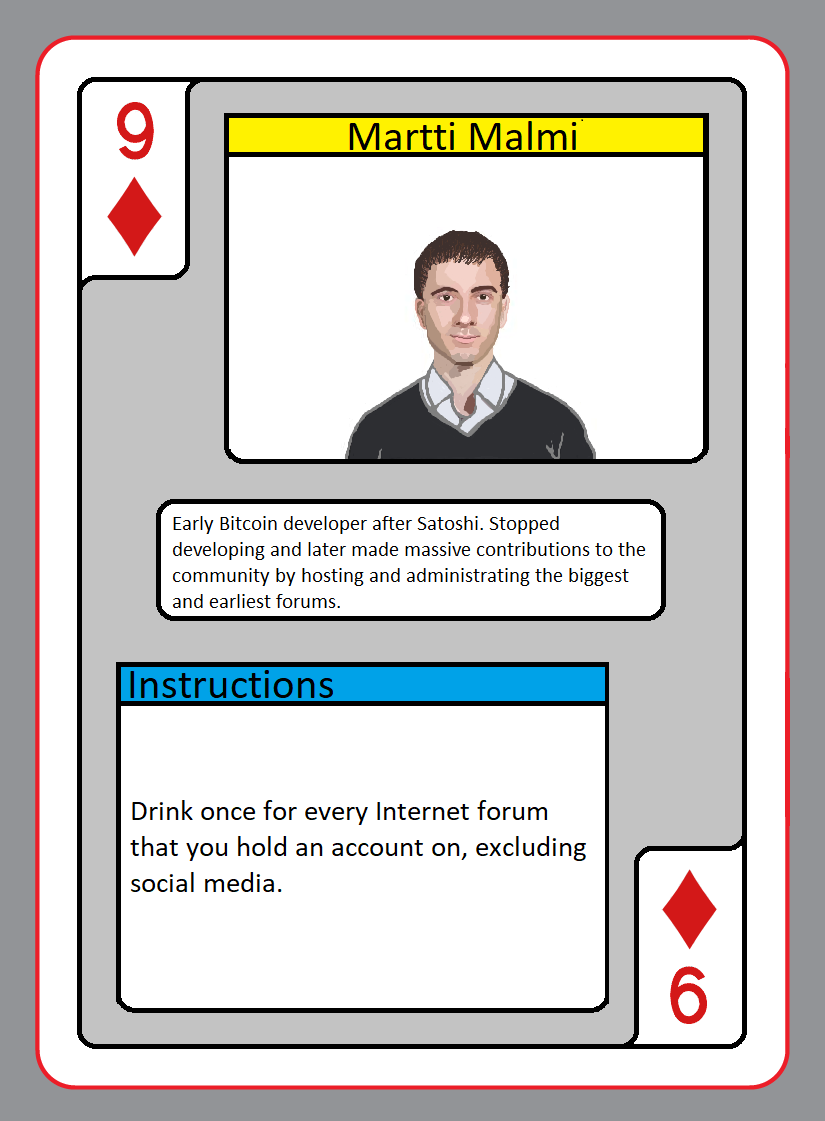 9
Martti Malmi
Early Bitcoin developer after Satoshi. Stopped
developing and later made massive contributions to the
community by hosting and administrating the biggest
and earliest forums.
Instructions
Drink once for every Internet forum
that you hold an account on, excluding
social media.
9